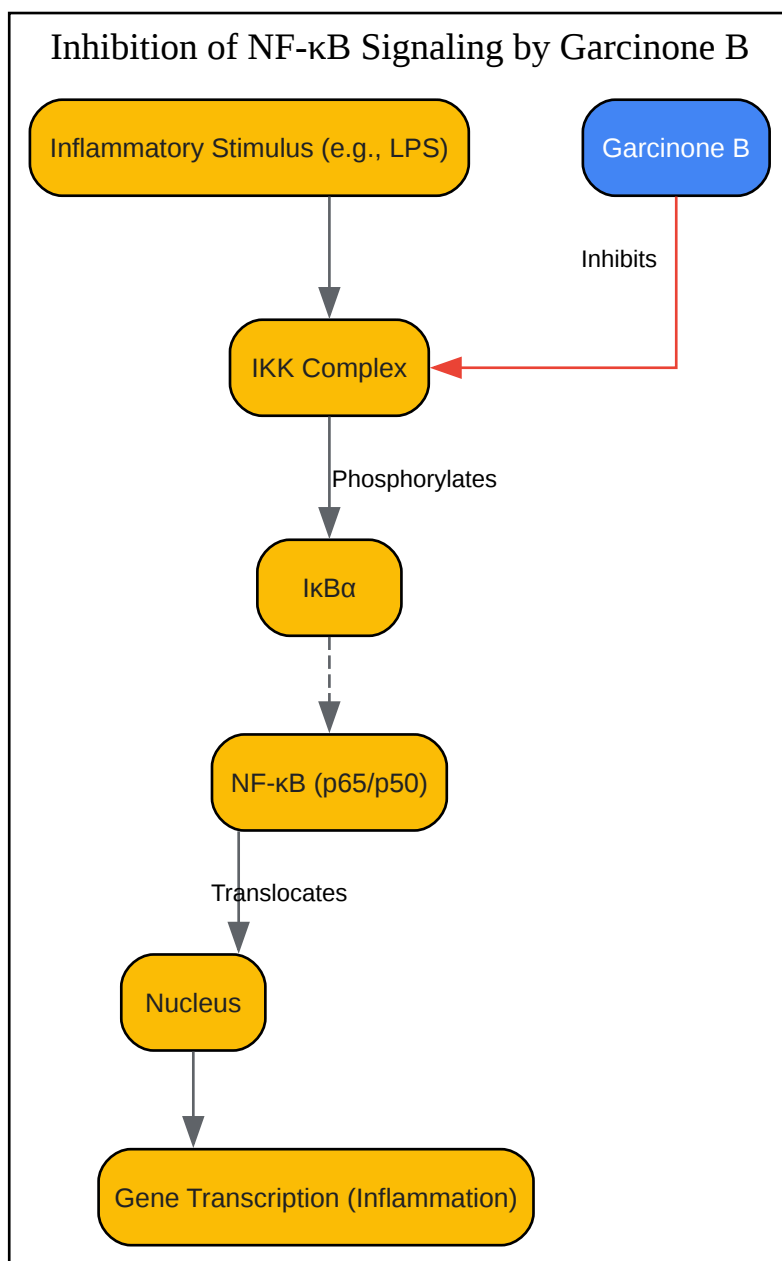 Inhibition of NF-κB Signaling by Garcinone B
Inflammatory Stimulus (e.g., LPS)
Garcinone B
Inhibits
IKK Complex
Phosphorylates
IκBα
NF-κB (p65/p50)
Translocates
Nucleus
Gene Transcription (Inflammation)